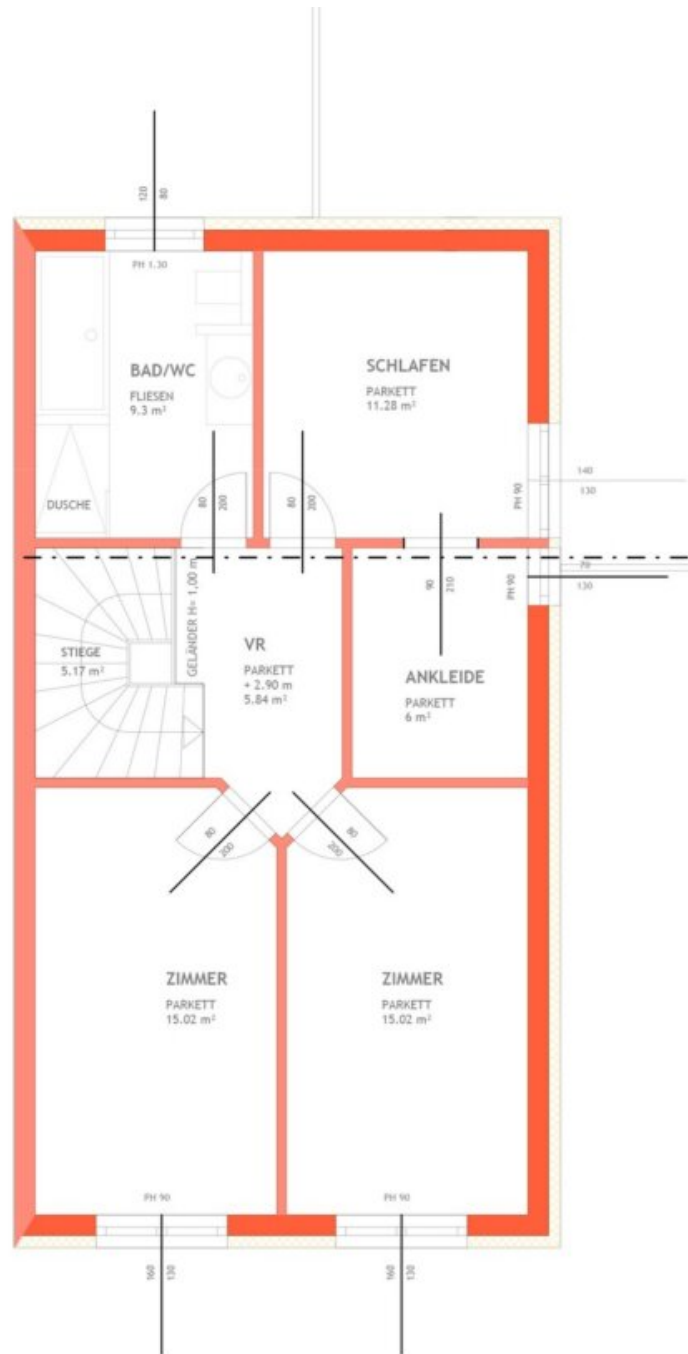 120
80
PH 1.30
BAD/WC
FLIESEN
9.3 m²
SCHLAFEN
PARKETT
11.28 m²
140
130
PH 90
DUSCHE
80
200
80
200
70
130
PH 90
90
210
GELÄNDER H= 1,00 m
STIEGE
5.17 m²
VR
PARKETT
+ 2.90 m
5.84 m²
ANKLEIDE
PARKETT
6 m²
80
200
80
200
ZIMMER
PARKETT
15.02 m²
ZIMMER
PARKETT
15.02 m²
PH 90
PH 90
160
130
160
130